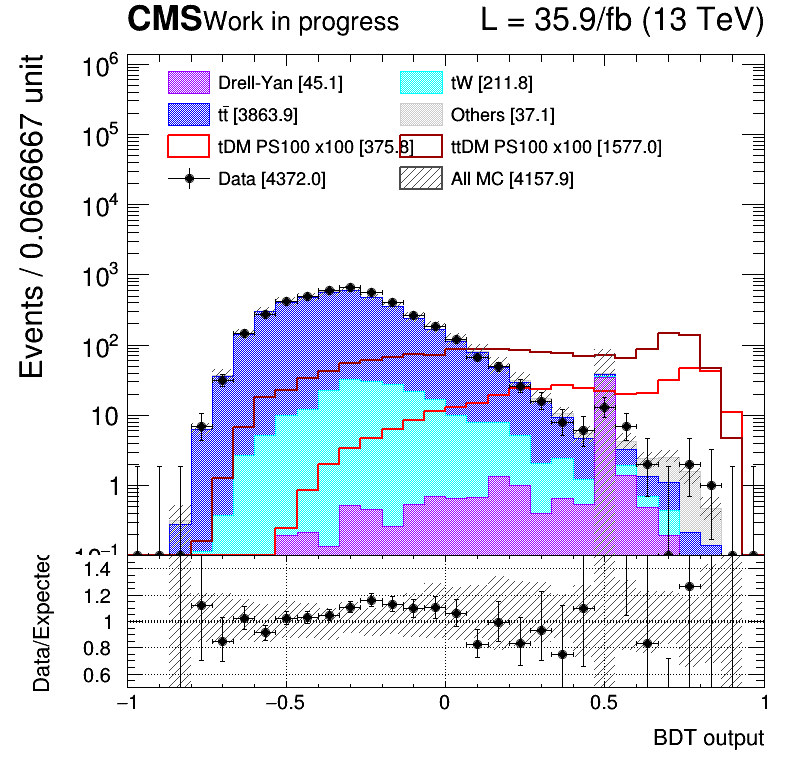 CMS Work in progress L = 35.9/fb (13 TeV)
Events / 0.0666667 unit
10⁶
10⁵
10⁴
10³
10²
10
1
10⁻¹
Drell-Yan [45.1]
tW [211.8]
tt̄ [3863.9]
Others [37.1]
tDM PS100 x100 [375.8]
ttDM PS100 x100 [1577.0]
Data [4372.0]
All MC [4157.9]
Data/Expected
1.4
1.2
1
0.8
0.6
−1 −0.5 0 0.5 1
BDT output